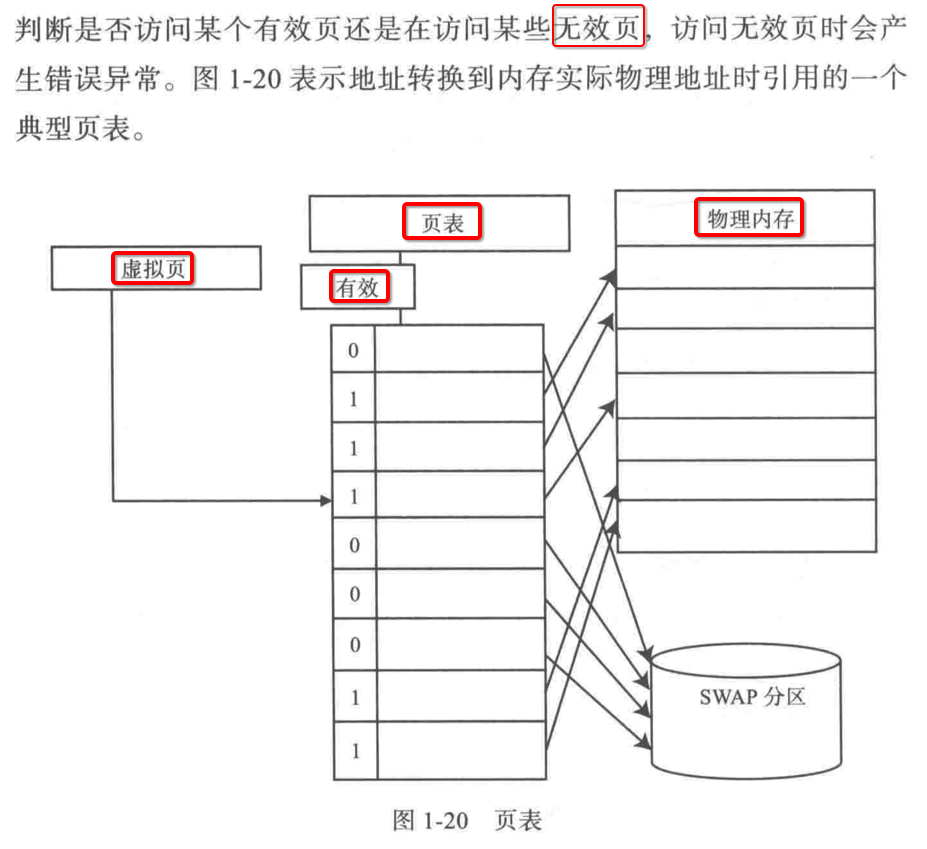 判断是否访问某个有效页还是在访问某些无效页，访问无效页时会产
生错误异常。图 1-20 表示地址转换到内存实际物理地址时引用的一个
典型页表。
页表
物理内存
虚拟页
有效
0
1
1
1
0
0
0
1
1
SWAP 分区
图 1-20 页表